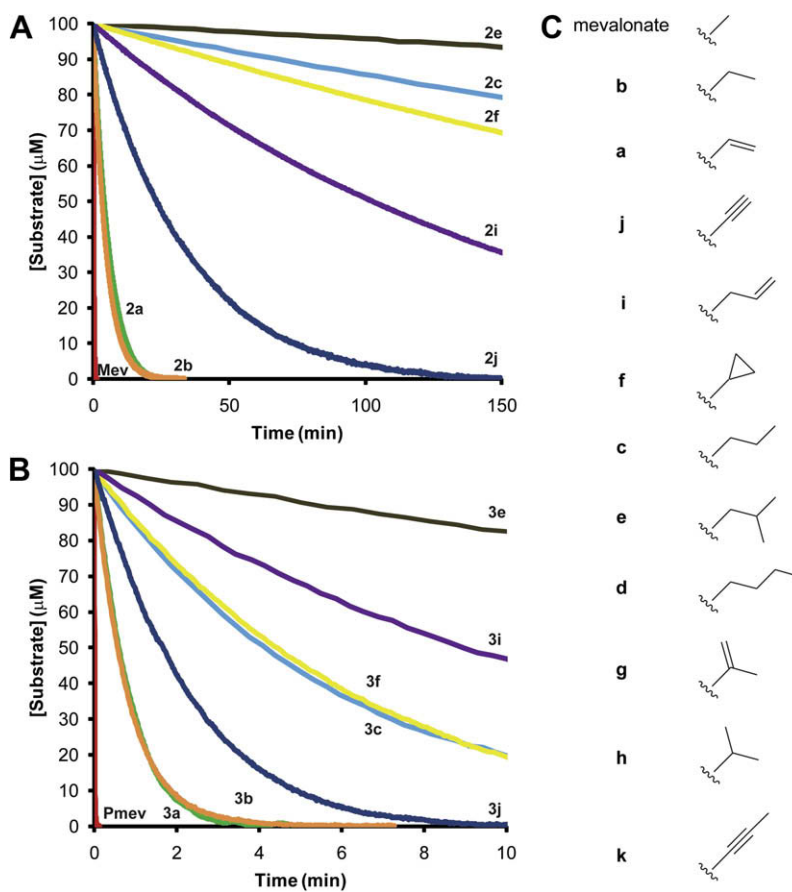 A
[Substrate] (μM)
100
90
80
70
60
50
40
30
20
10
0
2e
2c
2f
2i
2a
Mev
2b
2j
0
50
100
150
Time (min)
B
[Substrate] (μM)
100
90
80
70
60
50
40
30
20
10
0
3e
3i
3f
3c
Pmev
3a
3b
3j
0
2
4
6
8
10
Time (min)
C
mevalonate
b
a
j
i
f
c
e
d
g
h
k